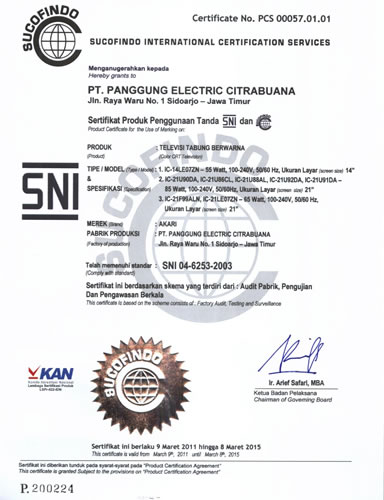 SUCOFINDO
Certificate No. PCS 00057.01.01
SUCOFINDO INTERNATIONAL CERTIFICATION SERVICES
Menganugerahkan kepada
Hereby grants to
PT. PANGGUNG ELECTRIC CITRABUANA
Jln. Raya Waru No. 1 Sidoarjo – Jawa Timur
Sertifikat Produk Penggunaan Tanda SNI dan
Product Certificate for the Use of Marking on:
PRODUK : TELEVISI TABUNG BERWARNA
(Product) (Color CRT Television)
TIPE / MODEL (Type / Model) : 1. IC-14LE07ZN – 55 Watt, 100-240V, 50/60 Hz, Ukuran Layar (screen size) 14"
& 2. IC-21U90DA, IC-21U86CL, IC-21U88AL, IC-21U92DA, IC-21U91DA –
SPESIFIKASI (Specification) 85 Watt, 100-240V, 50/60Hz, Ukuran Layar (screen size) 21"
3. IC-21F99ALN, IC-21LE07ZN – 65 Watt, 100-240V, 50/60 Hz,
Ukuran Layar (screen size) 21"
MEREK (Brand) : AKARI
PABRIK PRODUKSI : PT. PANGGUNG ELECTRIC CITRABUANA
(Factory of production) Jln. Raya Waru No. 1 Sidoarjo – Jawa Timur
Telah memenuhi standar : SNI 04-6253-2003
(Comply with standard)
Sertifikat ini berdasarkan skema yang terdiri dari : Audit Pabrik, Pengujian
Dan Pengawasan Berkala
This certificate is based on the scheme consists of : Factory Audit, Testing and Surveillance
SNI
SUCOFINDO
KAN
Komite Akreditasi Nasional
Lembaga Sertifikasi Produk
SUCOFINDO
Ir. Arief Safari, MBA
Ketua Badan Pelaksana
Chairman of Governing Board
Sertifikat ini berlaku 9 Maret 2011 hingga 8 Maret 2015
This certificate is valid from March 9th, 2011 until March 8th, 2015
Sertifikat ini diberikan tunduk pada syarat-syarat pada "Product Certification Agreement"
This certificate is granted Subject to the provisions on "Product Certification Agreement"
P. 200224